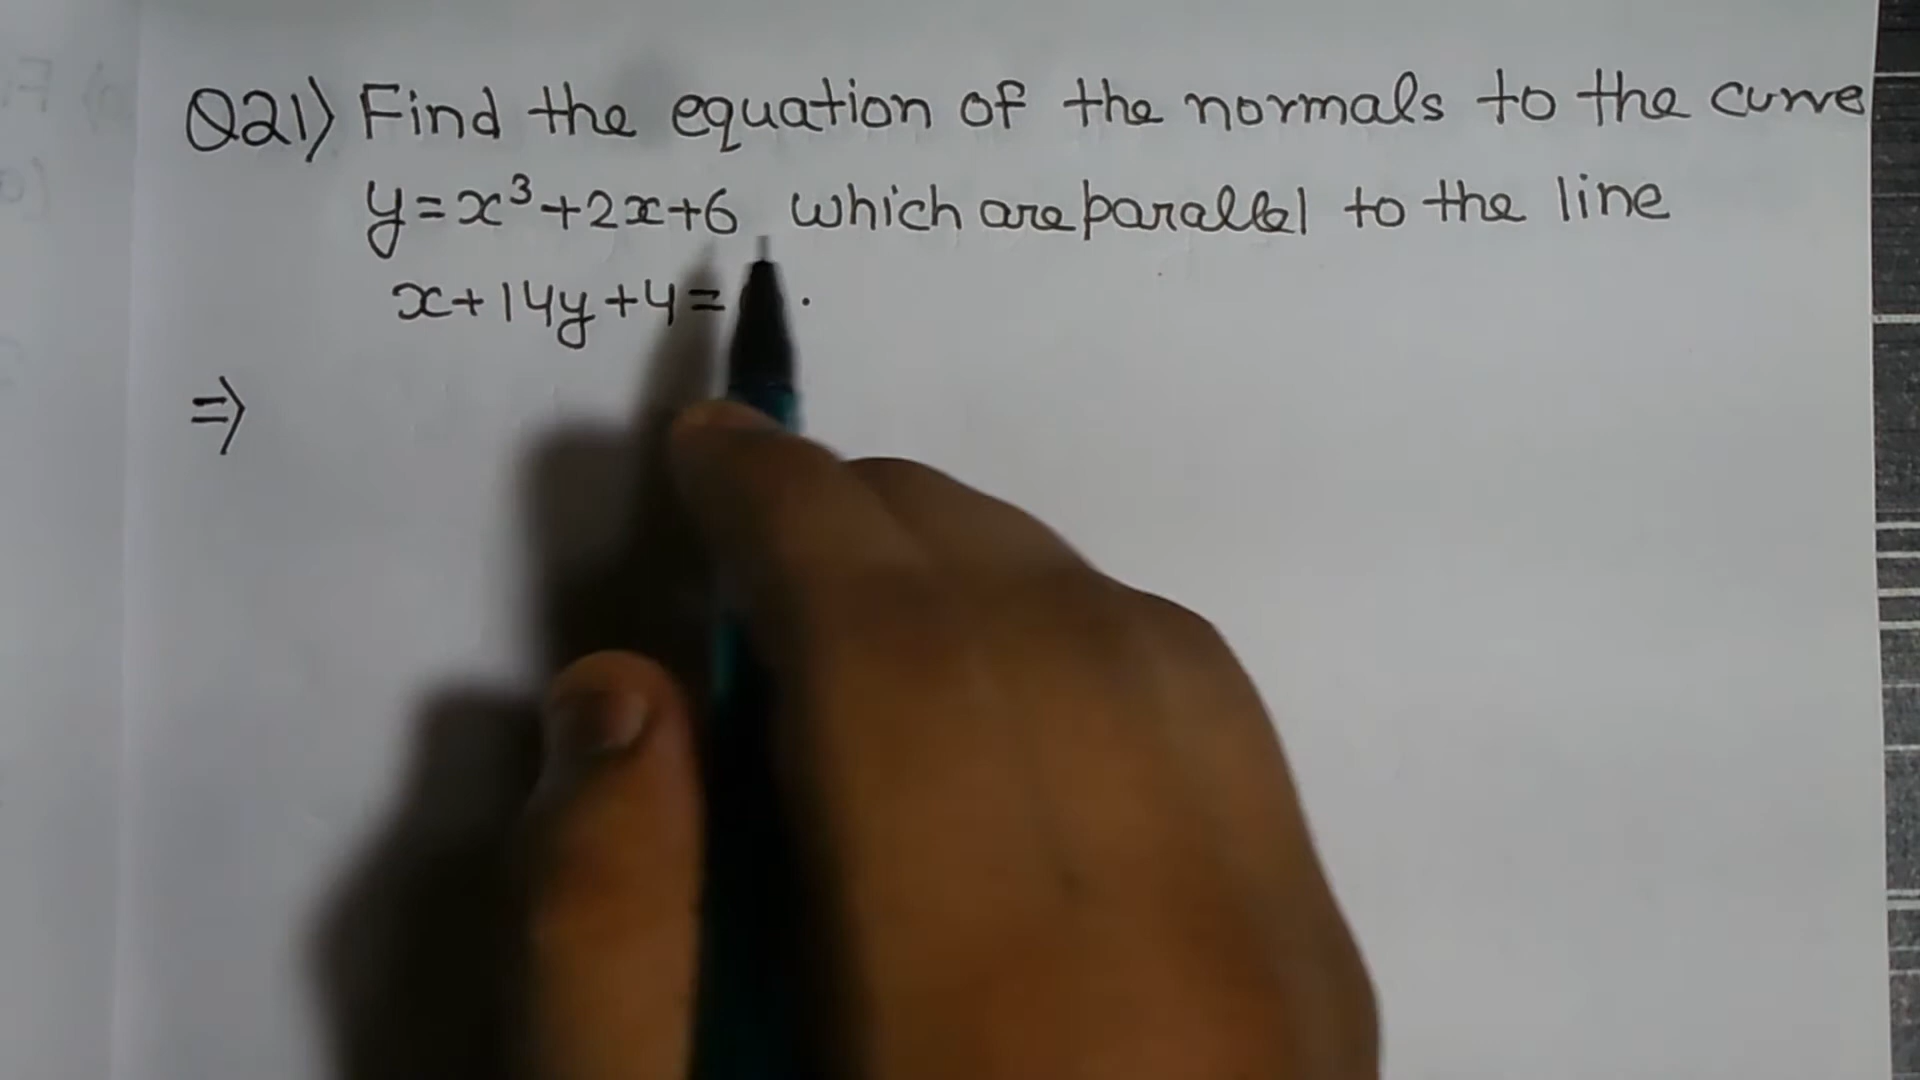 Q21) Find the equation of the normals to the curve
y=x³+2x+6 which are parallel to the line
x+14y+4= .
⇒